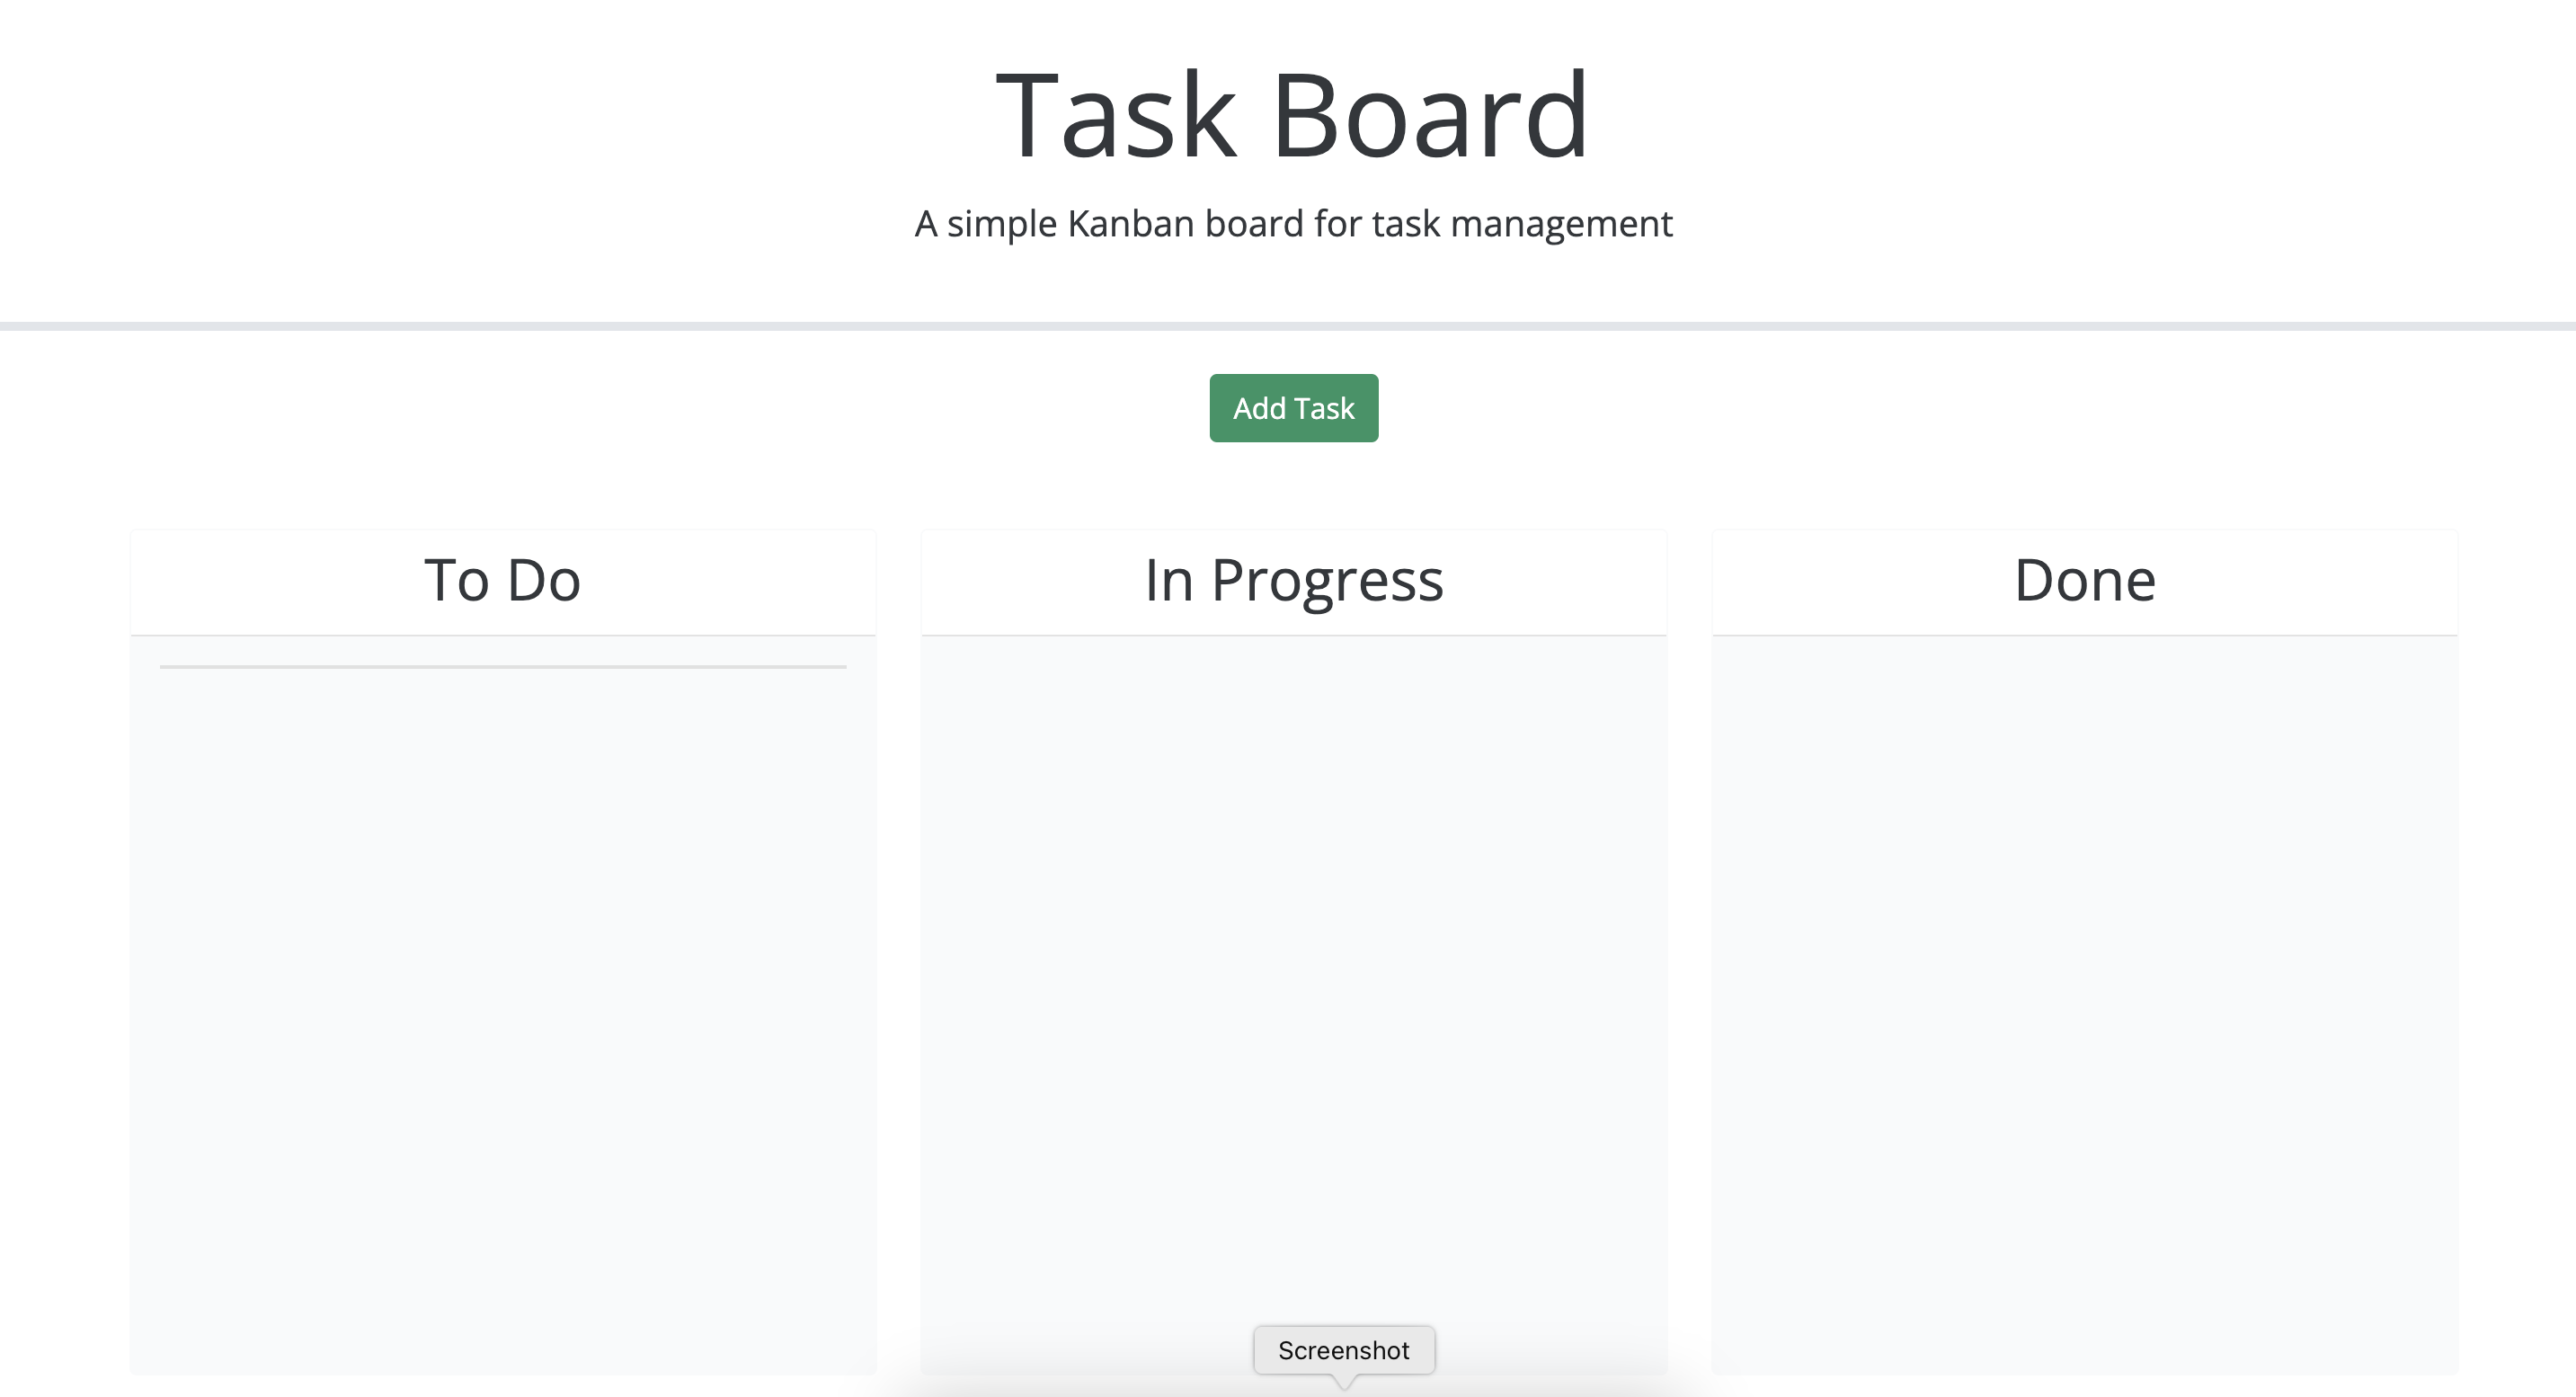 Task Board
A simple Kanban board for task management
Add Task
To Do
In Progress
Done
Screenshot